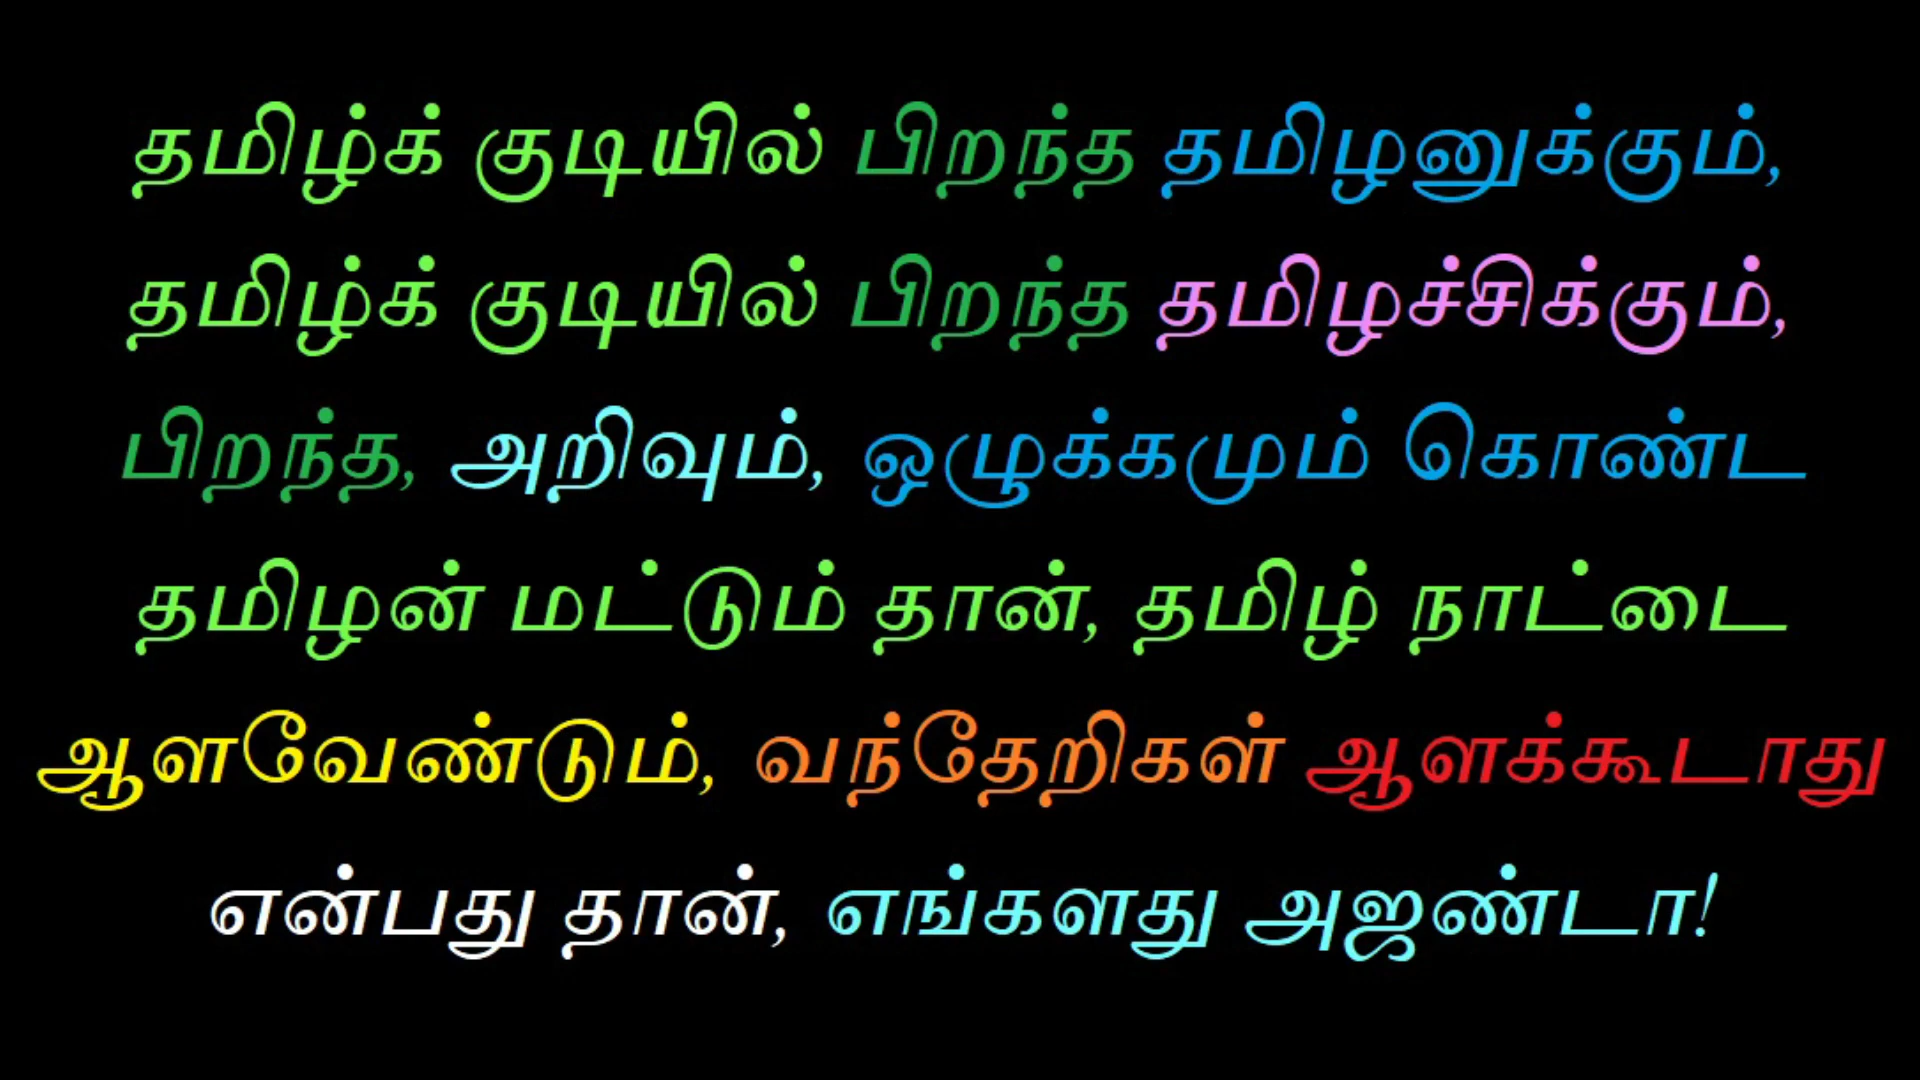 தமிழ்க் குடியில் பிறந்த தமிழனுக்கும்,
தமிழ்க் குடியில் பிறந்த தமிழச்சிக்கும்,
பிறந்த, அறிவும், ஒழுக்கமும் கொண்ட
தமிழன் மட்டும் தான், தமிழ் நாட்டை
ஆளவேண்டும், வந்தேறிகள் ஆளக்கூடாது
என்பது தான், எங்களது அஜண்டா!